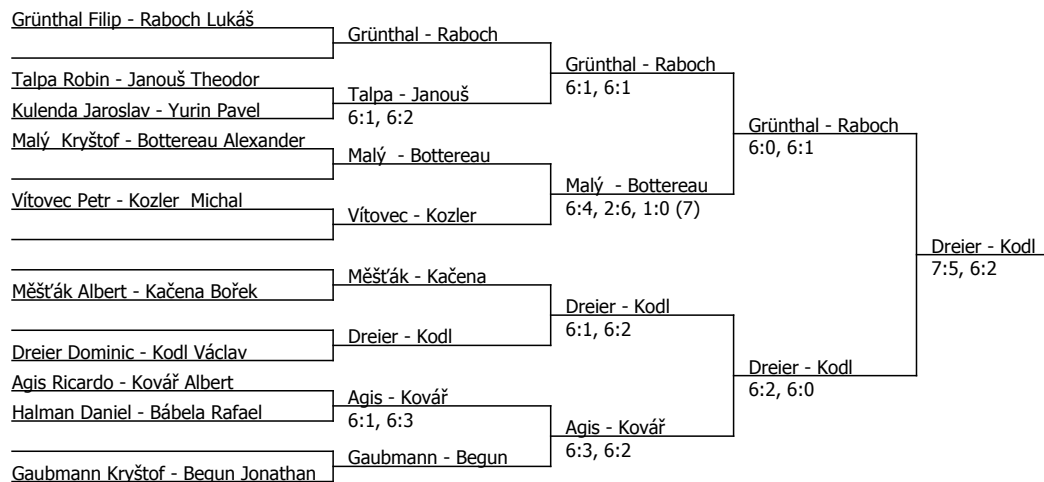 Grünthal Filip - Raboch Lukáš
Grünthal - Raboch
Grünthal - Raboch
6:1, 6:1
Talpa Robin - Janouš Theodor
Talpa - Janouš
6:1, 6:2
Kulenda Jaroslav - Yurin Pavel
Grünthal - Raboch
6:0, 6:1
Malý  Kryštof - Bottereau Alexander
Malý  - Bottereau
Malý  - Bottereau
6:4, 2:6, 1:0 (7)
Vítovec Petr - Kozler  Michal
Vítovec - Kozler
Dreier - Kodl
7:5, 6:2
Měšťák - Kačena
Měšťák Albert - Kačena Bořek
Dreier - Kodl
6:1, 6:2
Dreier - Kodl
Dreier Dominic - Kodl Václav
Dreier - Kodl
6:2, 6:0
Agis Ricardo - Kovář Albert
Agis - Kovář
6:1, 6:3
Halman Daniel - Bábela Rafael
Agis - Kovář
6:3, 6:2
Gaubmann - Begun
Gaubmann Kryštof - Begun Jonathan